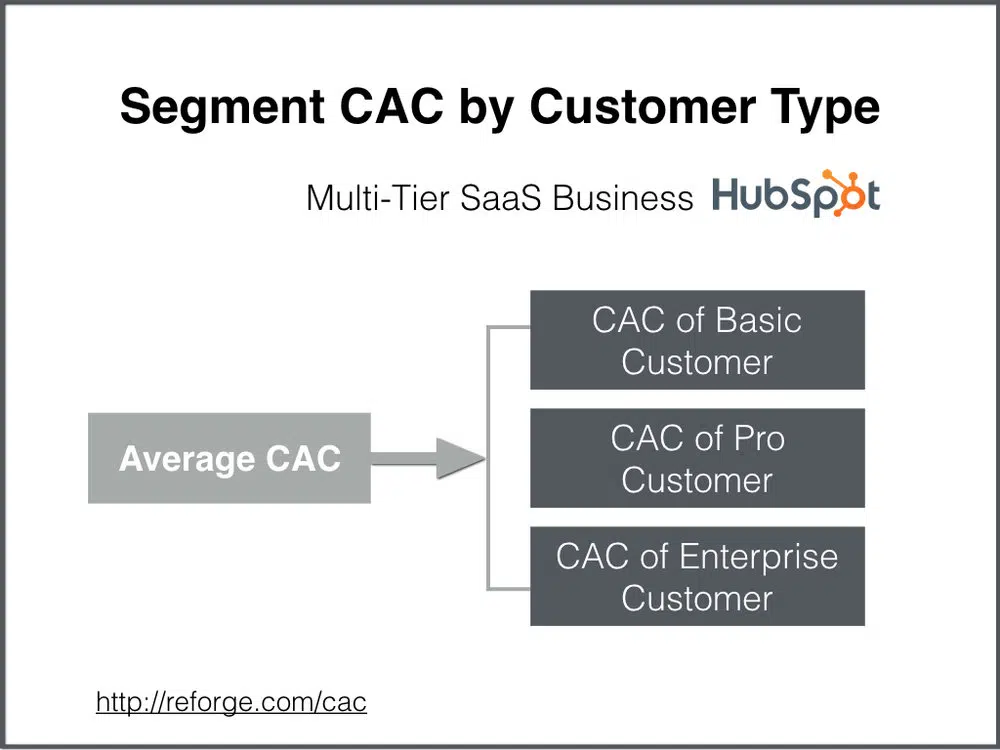 Segment CAC by Customer Type
Multi-Tier SaaS Business HubSpot
Average CAC
CAC of Basic
Customer
CAC of Pro
Customer
CAC of Enterprise
Customer
http://reforge.com/cac